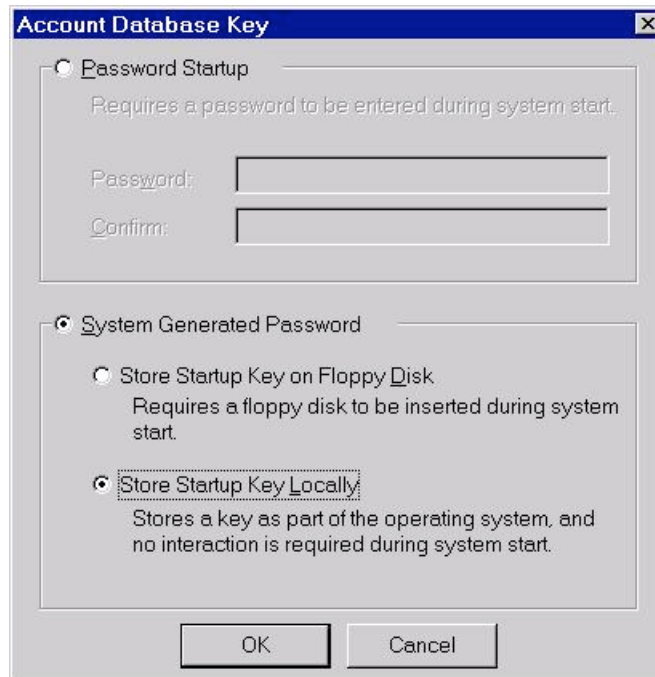 Account Database Key
Password Startup
Requires a password to be entered during system start.
Password:
Confirm:
System Generated Password
Store Startup Key on Floppy Disk
Requires a floppy disk to be inserted during system
start.
Store Startup Key Locally
Stores a key as part of the operating system, and
no interaction is required during system start.
OK
Cancel